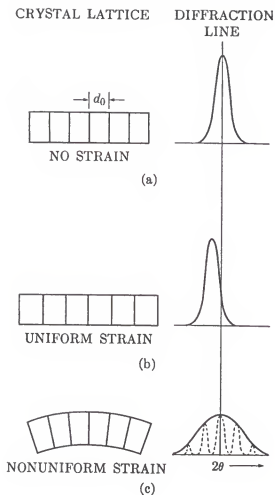 CRYSTAL LATTICE
DIFFRACTION
LINE
d₀
NO STRAIN
(a)
UNIFORM STRAIN
(b)
NONUNIFORM STRAIN
2θ
(c)